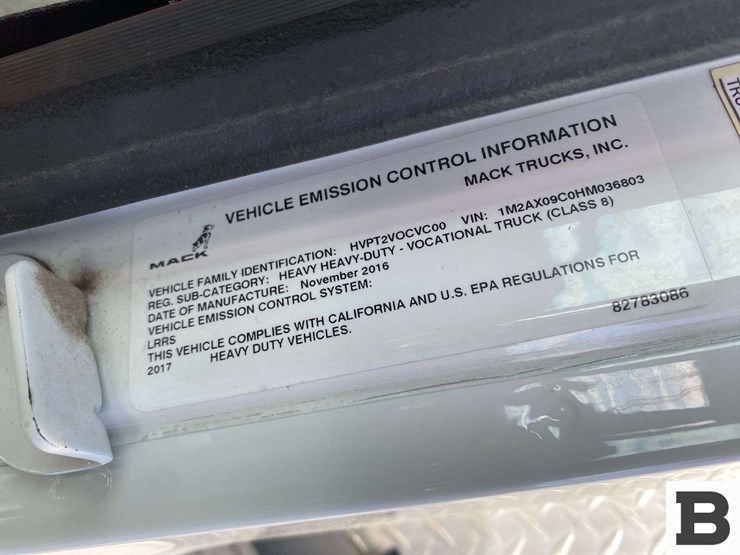 VEHICLE EMISSION CONTROL INFORMATION
MACK TRUCKS, INC.
MACK
VEHICLE FAMILY IDENTIFICATION: HVPT2VOCVC00 VIN: 1M2AX09C0HM036803
REG. SUB-CATEGORY: HEAVY HEAVY-DUTY - VOCATIONAL TRUCK (CLASS 8)
DATE OF MANUFACTURE: November 2016
VEHICLE EMISSION CONTROL SYSTEM:
LRRS
THIS VEHICLE COMPLIES WITH CALIFORNIA AND U.S. EPA REGULATIONS FOR
2017 HEAVY DUTY VEHICLES.
82783086
B